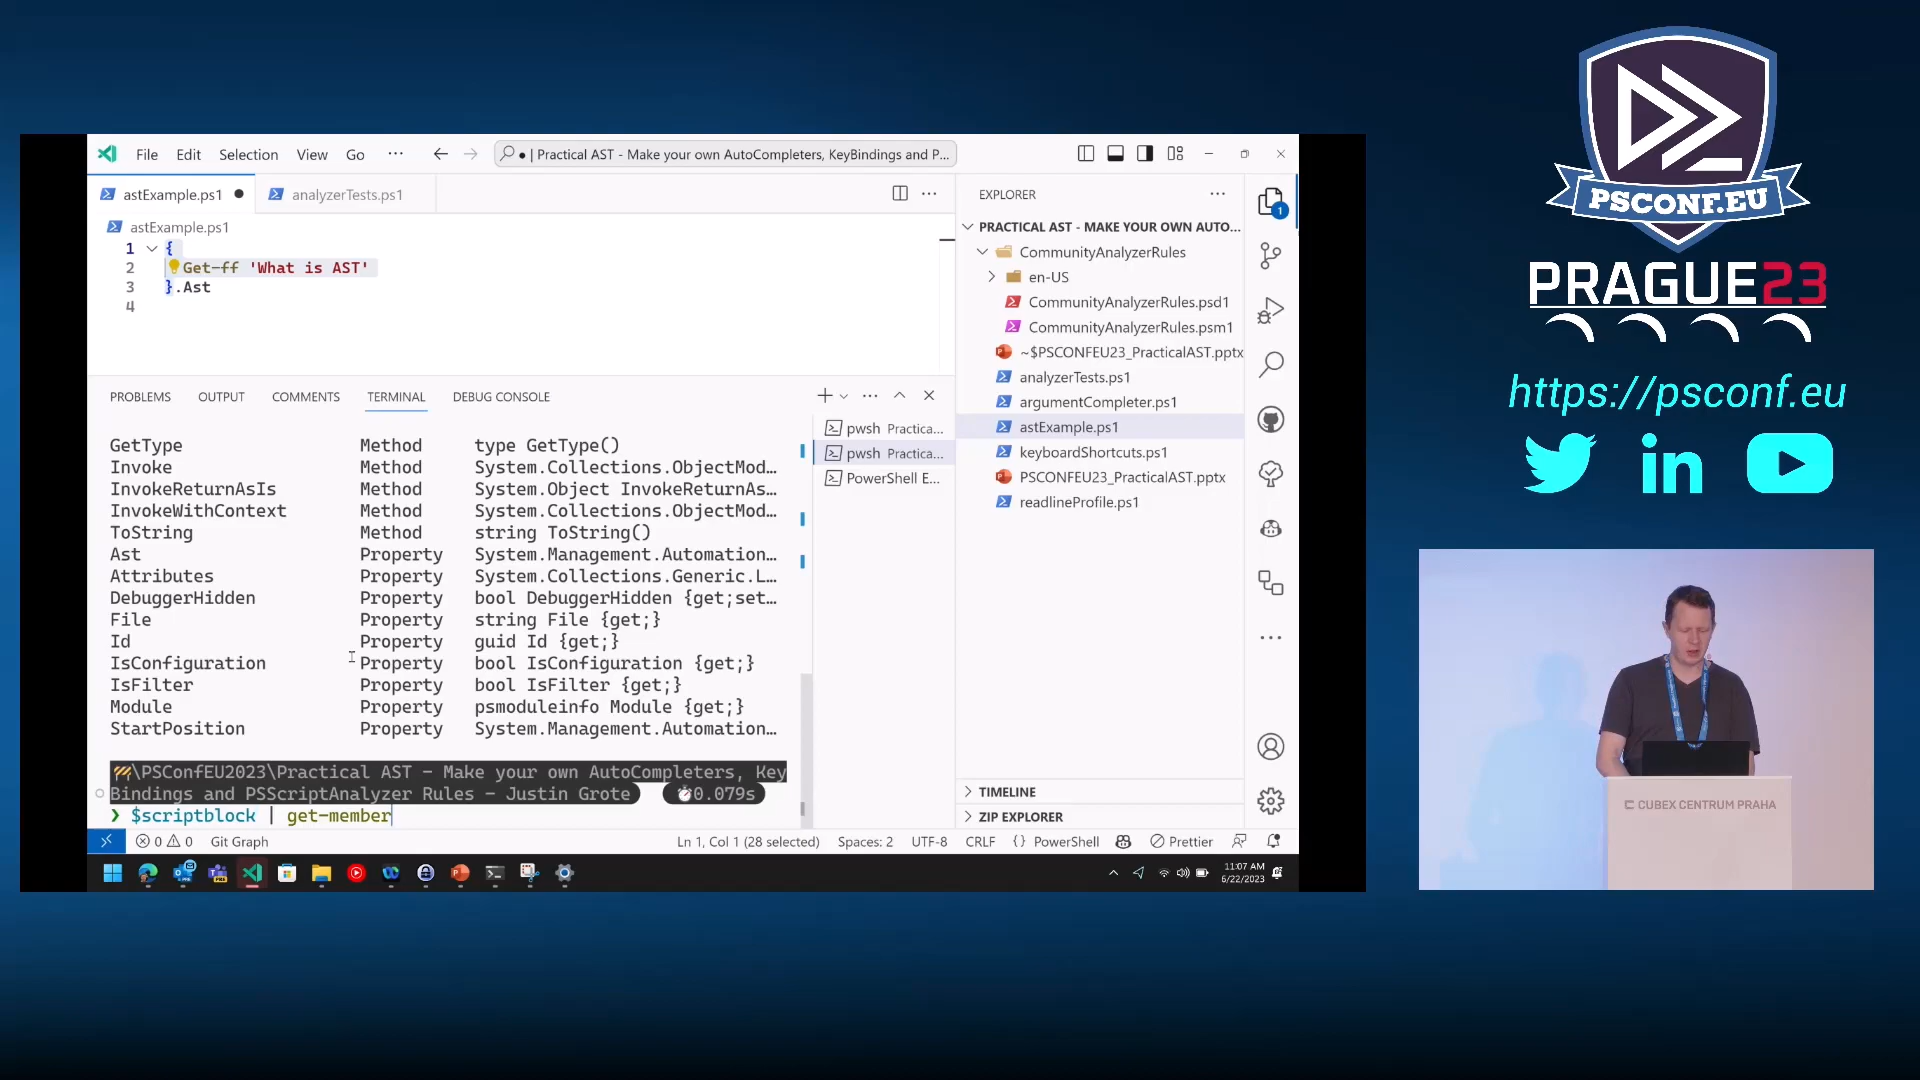 File Edit Selection View Go ··· ● | Practical AST - Make your own AutoCompleters, KeyBindings and P...
astExample.ps1 ● analyzerTests.ps1
astExample.ps1
1 {
2 Get-ff 'What is AST'
3 }.Ast
4
PROBLEMS OUTPUT COMMENTS TERMINAL DEBUG CONSOLE
GetType Method type GetType()
Invoke Method System.Collections.ObjectMod…
InvokeReturnAsIs Method System.Object InvokeReturnAs…
InvokeWithContext Method System.Collections.ObjectMod…
ToString Method string ToString()
Ast Property System.Management.Automation…
Attributes Property System.Collections.Generic.L…
DebuggerHidden Property bool DebuggerHidden {get;set…
File Property string File {get;}
Id Property guid Id {get;}
IsConfiguration Property bool IsConfiguration {get;}
IsFilter Property bool IsFilter {get;}
Module Property psmoduleinfo Module {get;}
StartPosition Property System.Management.Automation…
\PSConfEU2023\Practical AST - Make your own AutoCompleters, Key
Bindings and PSScriptAnalyzer Rules - Justin Grote 0.079s
❯ $scriptblock | get-member
pwsh Practica...
pwsh Practica...
PowerShell E...
EXPLORER
PRACTICAL AST - MAKE YOUR OWN AUTO...
CommunityAnalyzerRules
en-US
CommunityAnalyzerRules.psd1
CommunityAnalyzerRules.psm1
~$PSCONFEU23_PracticalAST.pptx
analyzerTests.ps1
argumentCompleter.ps1
astExample.ps1
keyboardShortcuts.ps1
PSCONFEU23_PracticalAST.pptx
readlineProfile.ps1
TIMELINE
ZIP EXPLORER
1
0 0 Git Graph Ln 1, Col 1 (28 selected) Spaces: 2 UTF-8 CRLF {} PowerShell Prettier
11:07 AM
6/22/2023
PSCONF.EU
PRAGUE23
https://psconf.eu
in
CUBEX CENTRUM PRAHA